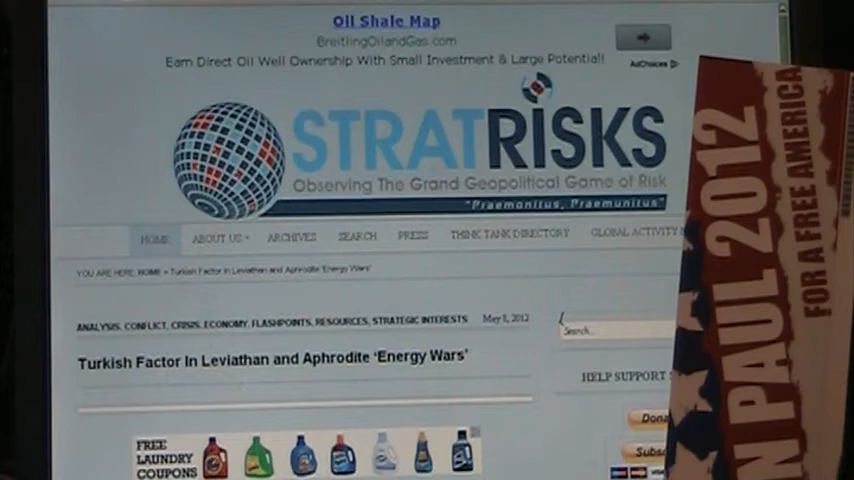 Oil Shale Map
BreitlingOilandGas.com
Earn Direct Oil Well Ownership With Small Investment & Large Potential!
AdChoices
STRATRISKS
Observing The Grand Geopolitical Game of Risk
"Praemonitus, Praemunitus"
HOME ABOUT US ARCHIVES SEARCH PRESS THINK TANK DIRECTORY GLOBAL ACTIVITY
YOU ARE HERE: HOME » Turkish Factor In Leviathan and Aphrodite 'Energy Wars'
ANALYSIS, CONFLICT, CRISIS, ECONOMY, FLASHPOINTS, RESOURCES, STRATEGIC INTERESTS
Search...
Turkish Factor In Leviathan and Aphrodite 'Energy Wars'
HELP SUPPORT
Dona
Subs
VISA
FREE
LAUNDRY
COUPONS
N PAUL 2012
FOR A FREE AMERICA